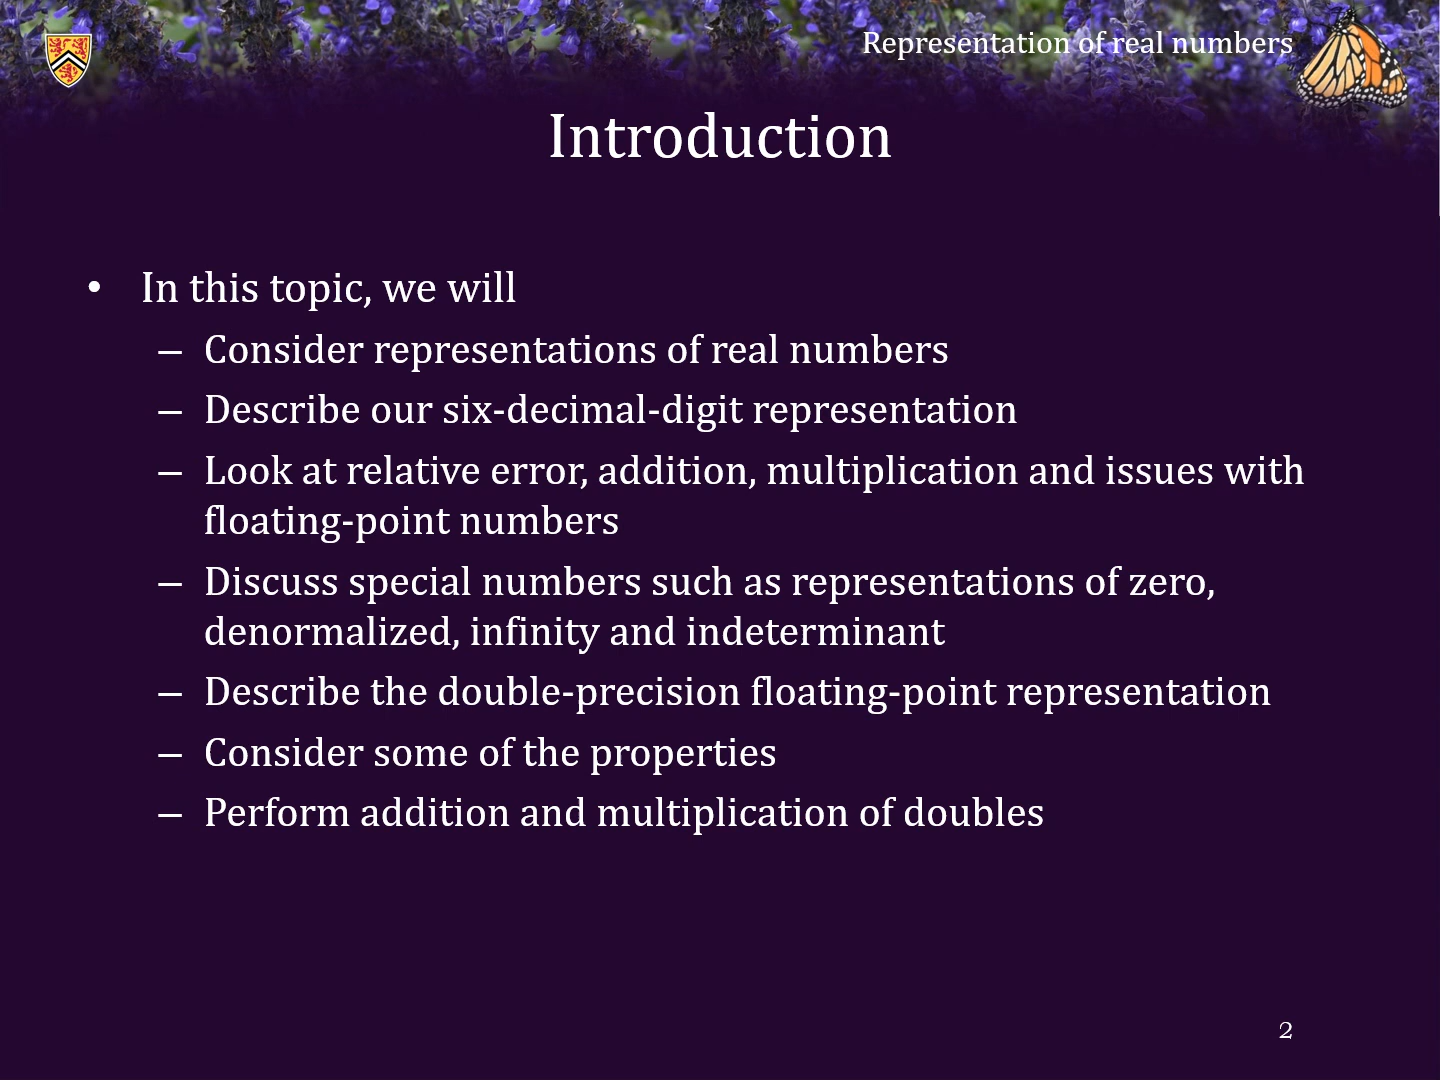 Representation of real numbers
Introduction
• In this topic, we will
– Consider representations of real numbers
– Describe our six-decimal-digit representation
– Look at relative error, addition, multiplication and issues with
floating-point numbers
– Discuss special numbers such as representations of zero,
denormalized, infinity and indeterminant
– Describe the double-precision floating-point representation
– Consider some of the properties
– Perform addition and multiplication of doubles
2